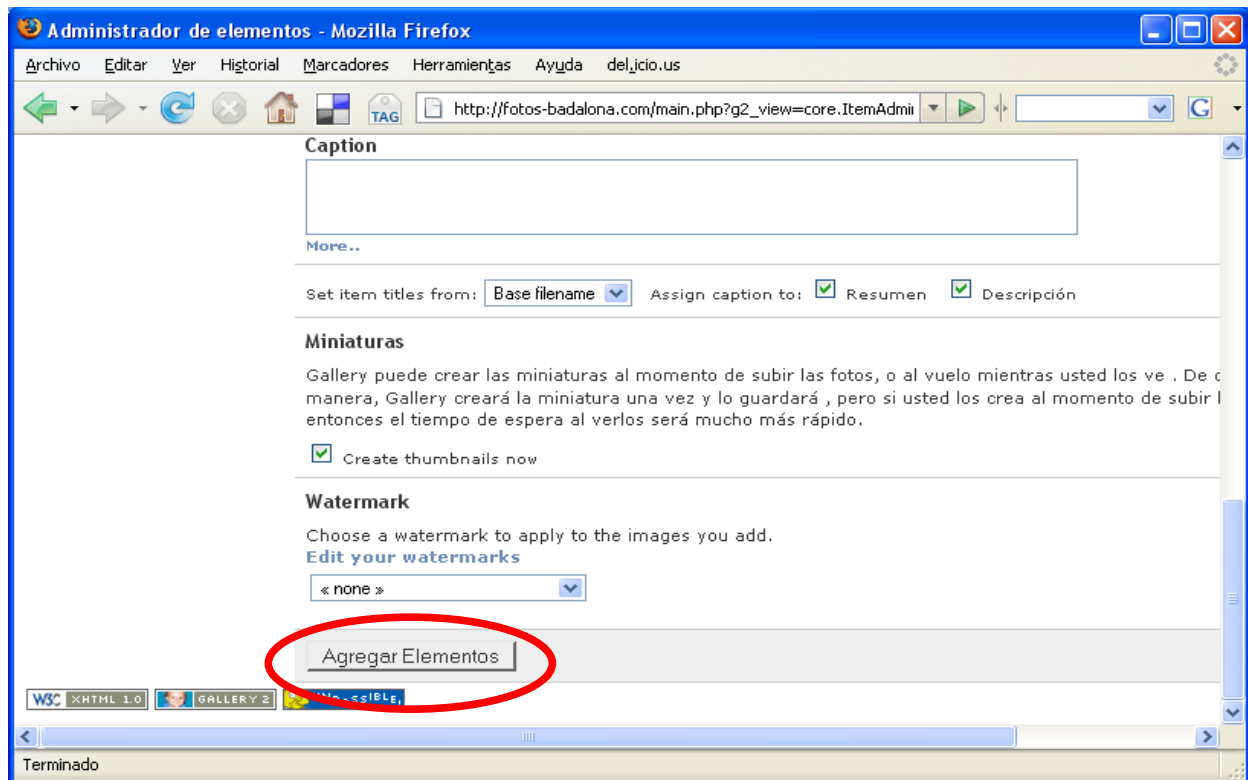 Administrador de elementos - Mozilla Firefox
Archivo Editar Ver Historial Marcadores Herramientas Ayuda del.icio.us
TAG http://fotos-badalona.com/main.php?g2_view=core.ItemAdmi G
Caption
More..
Set item titles from: Base filename Assign caption to: Resumen Descripción
Miniaturas
Gallery puede crear las miniaturas al momento de subir las fotos, o al vuelo mientras usted los ve . De
manera, Gallery creará la miniatura una vez y lo guardará , pero si usted los crea al momento de subir
entonces el tiempo de espera al verlos será mucho más rápido.
Create thumbnails now
Watermark
Choose a watermark to apply to the images you add.
Edit your watermarks
« none »
Agregar Elementos
W3C XHTML 1.0 GALLERY 2
Terminado